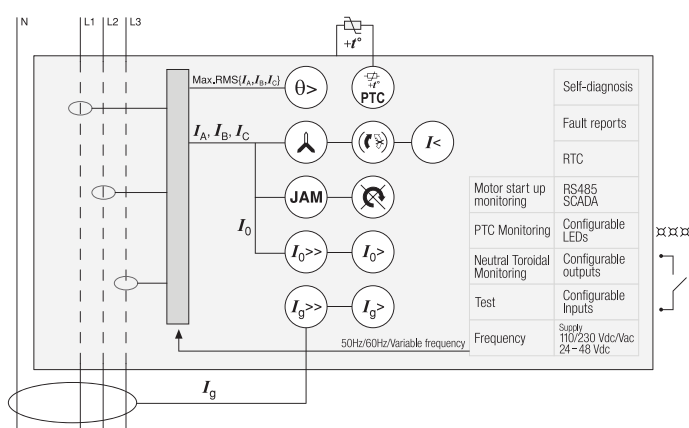 N
L1
L2
L3
+t°
Max.RMS{IA,IB,IC}
θ>
+t°
PTC
Self-diagnosis
Fault reports
IA, IB, IC
I<
RTC
JAM
Motor start up
monitoring
RS485
SCADA
I0
PTC Monitoring
Configurable
LEDs
I0>>
I0>
Neutral Toroidal
Monitoring
Configurable
outputs
Ig>>
Ig>
Test
Configurable
Inputs
50Hz/60Hz/Variable frequency
Frequency
Supply
110/230 Vdc/Vac
24–48 Vdc
Ig